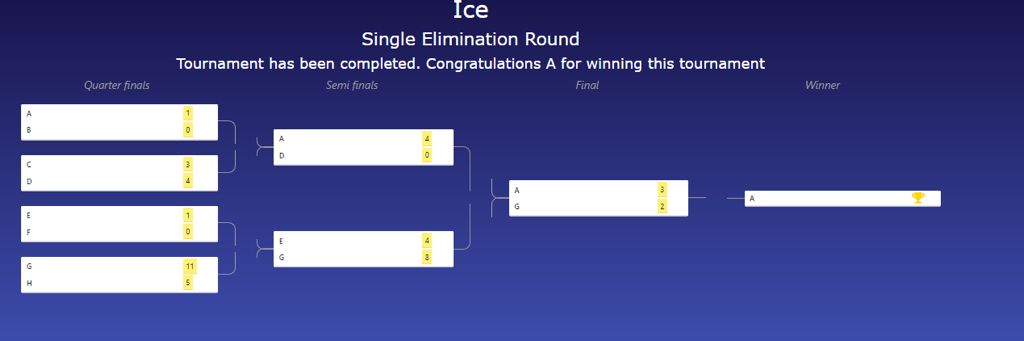 Ice
Single Elimination Round
Tournament has been completed. Congratulations A for winning this tournament
Quarter finals
A 1
B 0
C 3
D 4
E 1
F 0
G 11
H 5
Semi finals
A 4
D 0
E 4
G 8
Final
A 3
G 2
Winner
A